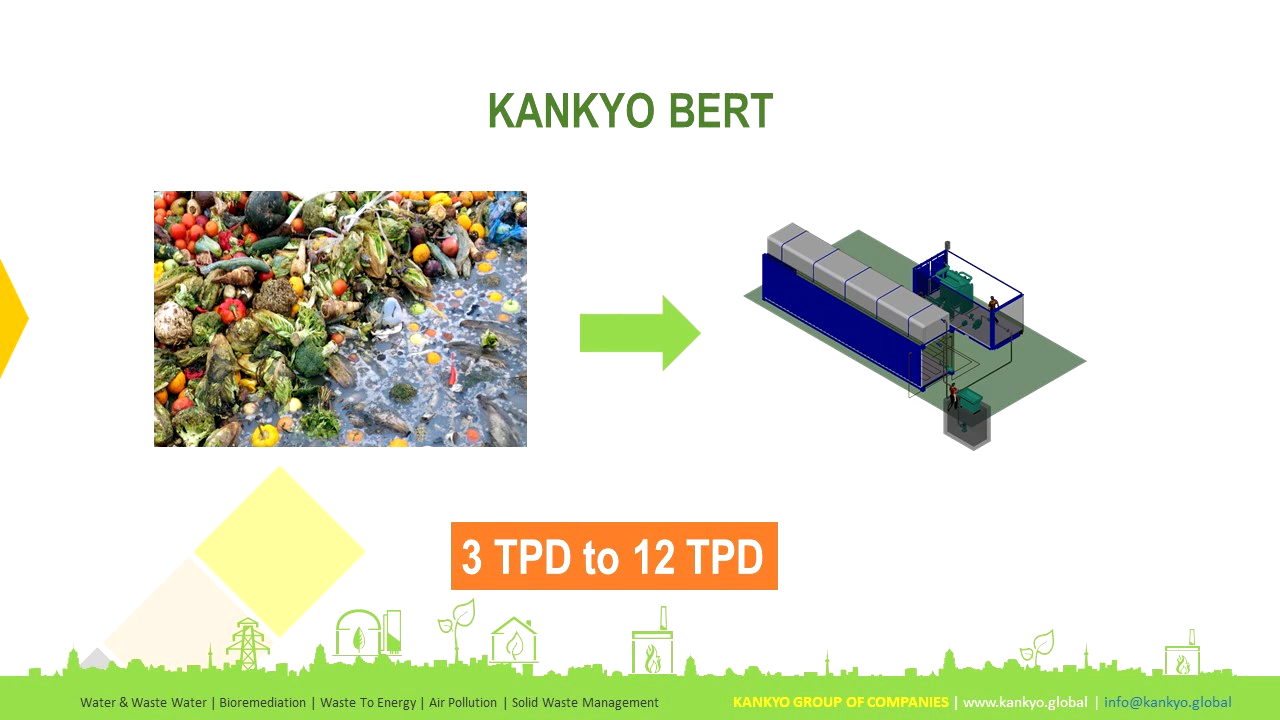 KANKYO BERT
3 TPD to 12 TPD
Water & Waste Water | Bioremediation | Waste To Energy | Air Pollution | Solid Waste Management
KANKYO GROUP OF COMPANIES | www.kankyo.global | info@kankyo.global